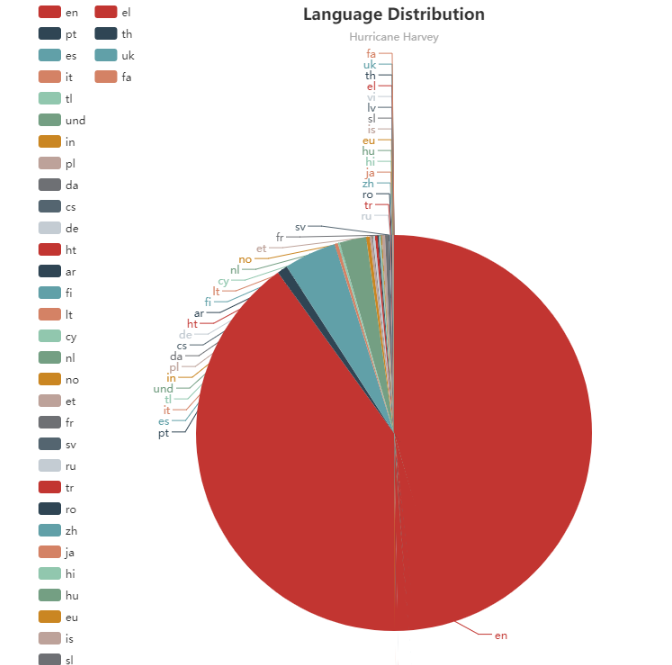 Language Distribution
Hurricane Harvey
en
pt
es
it
tl
und
in
pl
da
cs
de
ht
ar
fi
lt
cy
nl
no
et
fr
sv
ru
tr
ro
zh
ja
hi
hu
eu
is
sl
el
th
uk
fa
fa
uk
th
el
vi
lv
sl
is
eu
hu
hi
ja
zh
ro
tr
ru
sv
fr
et
no
nl
cy
lt
fi
ar
ht
de
cs
da
pl
in
und
tl
it
es
pt
en